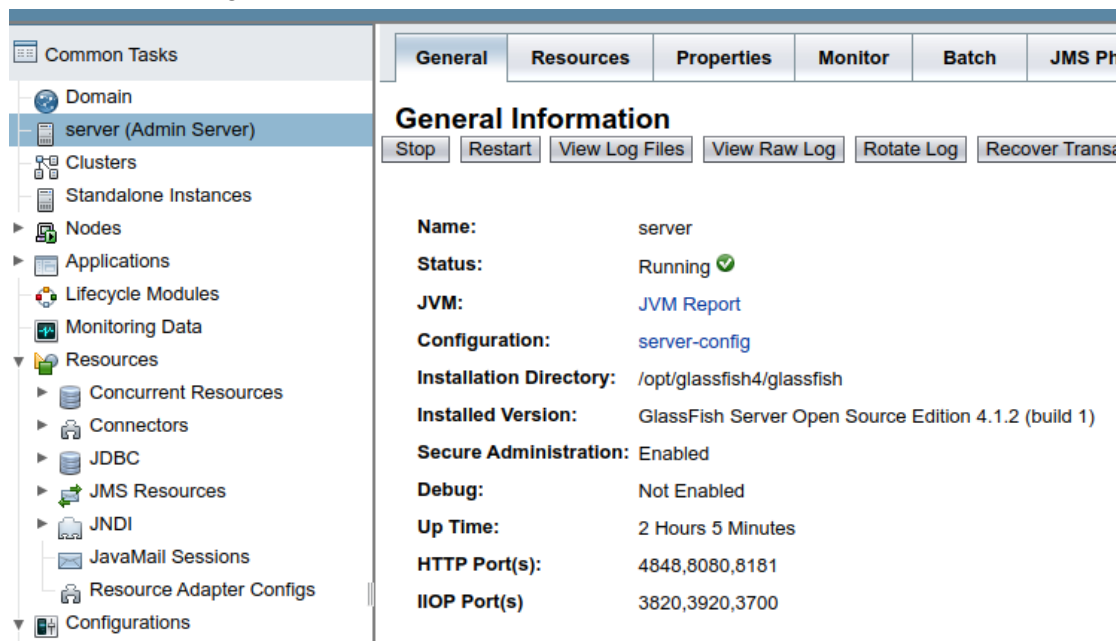 Common Tasks
Domain
server (Admin Server)
Clusters
Standalone Instances
Nodes
Applications
Lifecycle Modules
Monitoring Data
Resources
Concurrent Resources
Connectors
JDBC
JMS Resources
JNDI
JavaMail Sessions
Resource Adapter Configs
Configurations
General Resources Properties Monitor Batch JMS Ph
General Information
Stop Restart View Log Files View Raw Log Rotate Log Recover Transa
Name: server
Status: Running
JVM: JVM Report
Configuration: server-config
Installation Directory: /opt/glassfish4/glassfish
Installed Version: GlassFish Server Open Source Edition 4.1.2 (build 1)
Secure Administration: Enabled
Debug: Not Enabled
Up Time: 2 Hours 5 Minutes
HTTP Port(s): 4848,8080,8181
IIOP Port(s) 3820,3920,3700